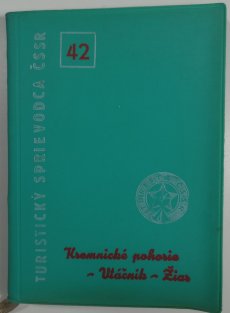 TURISTICKÝ SPRIEVODCA ČSSR
42
Kremnické pohorie
- Vtáčnik - Žiar